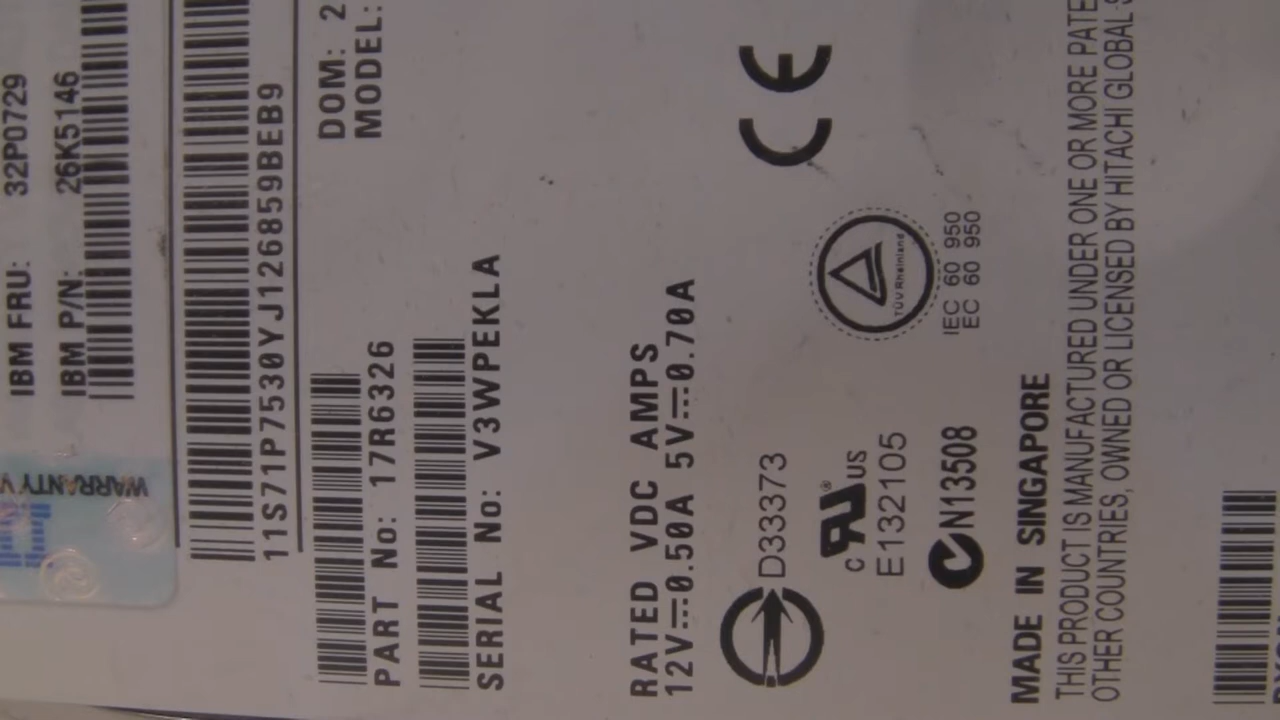 IBM FRU: 32P0729
IBM P/N: 26K5146
WARRANTY
11S71P7530YJ126859BEB9
DOM: 2
MODEL:
PART No: 17R6326
SERIAL No: V3WPEKLA
RATED VDC AMPS
12V⎓0.50A 5V⎓0.70A
CE
D33373
c RU US
E132105
TÜV Rheinland
IEC 60 950
EC 60 950
N13508
MADE IN SINGAPORE
THIS PRODUCT IS MANUFACTURED UNDER ONE OR MORE PATE
OTHER COUNTRIES, OWNED OR LICENSED BY HITACHI GLOBAL